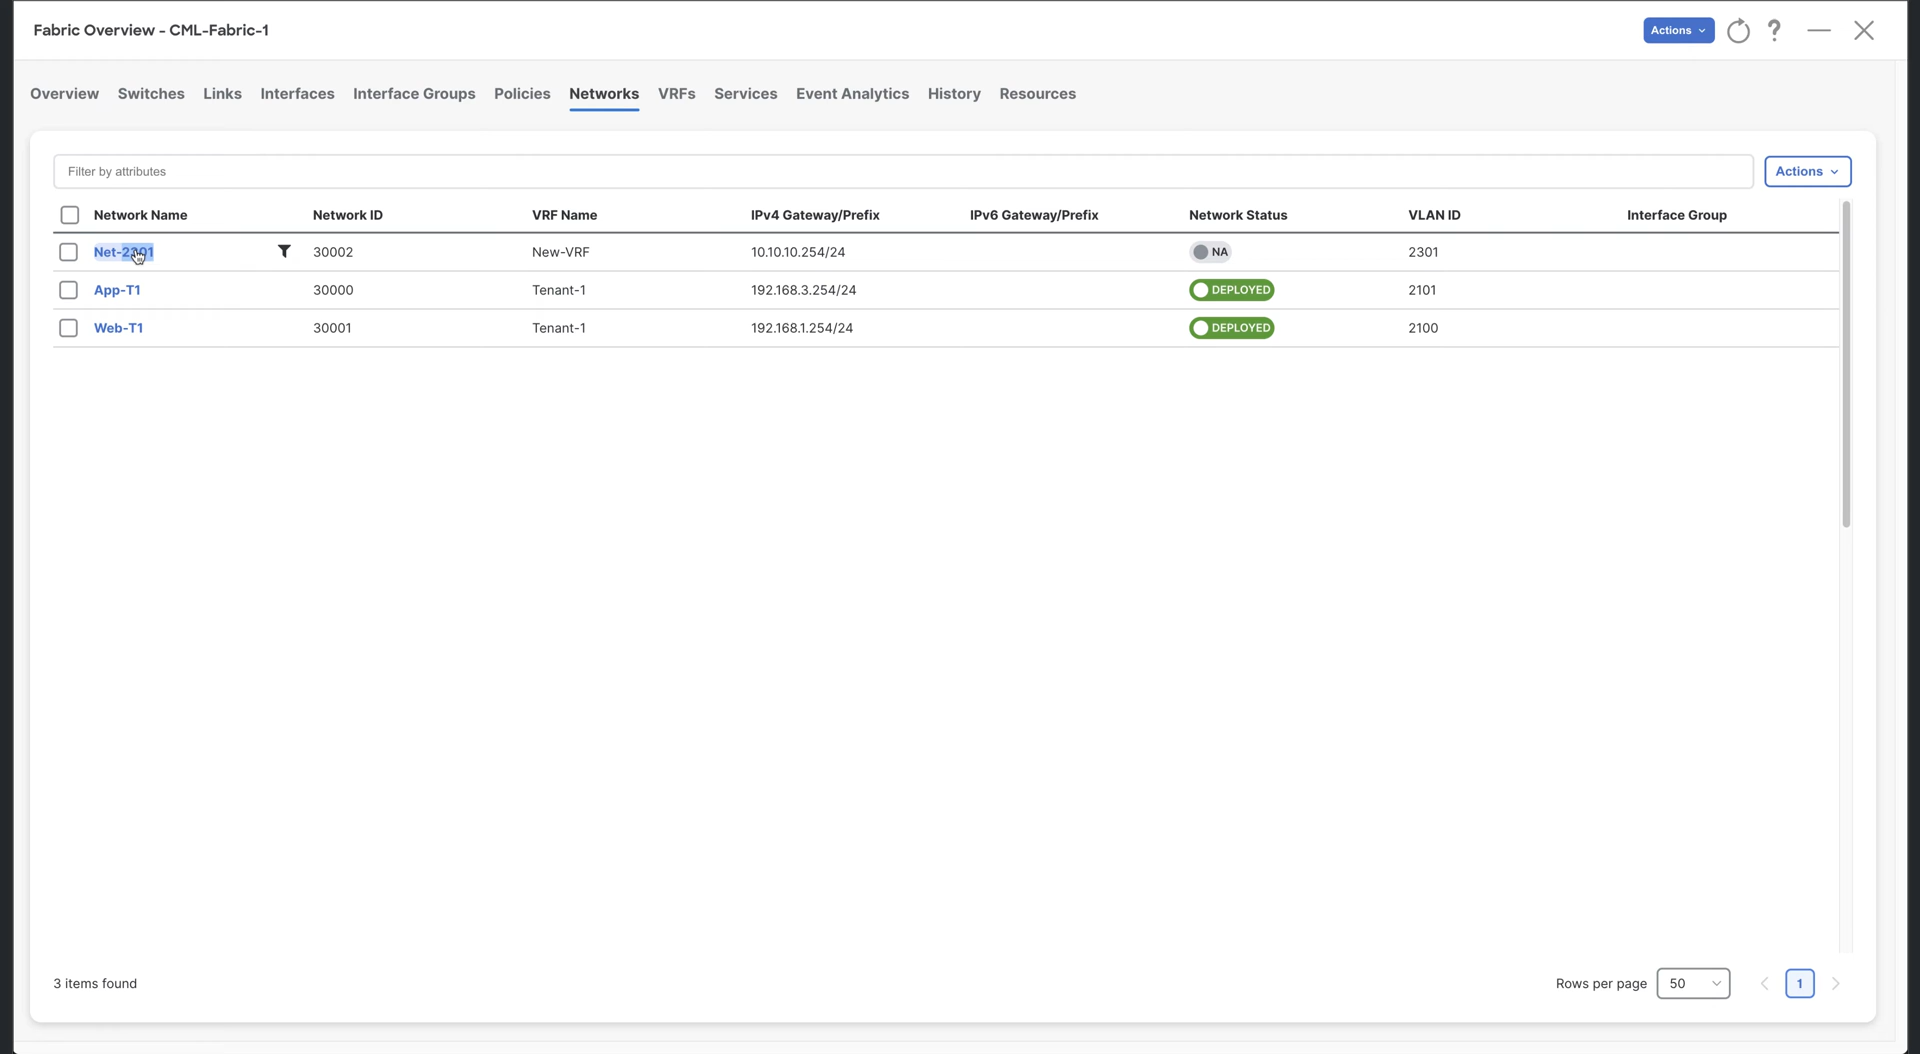 Fabric Overview - CML-Fabric-1
Actions
Overview Switches Links Interfaces Interface Groups Policies Networks VRFs Services Event Analytics History Resources
Filter by attributes
Actions
Network Name Network ID VRF Name IPv4 Gateway/Prefix IPv6 Gateway/Prefix Network Status VLAN ID Interface Group
Net-2301 30002 New-VRF 10.10.10.254/24 NA 2301
App-T1 30000 Tenant-1 192.168.3.254/24 DEPLOYED 2101
Web-T1 30001 Tenant-1 192.168.1.254/24 DEPLOYED 2100
3 items found
Rows per page 50 1